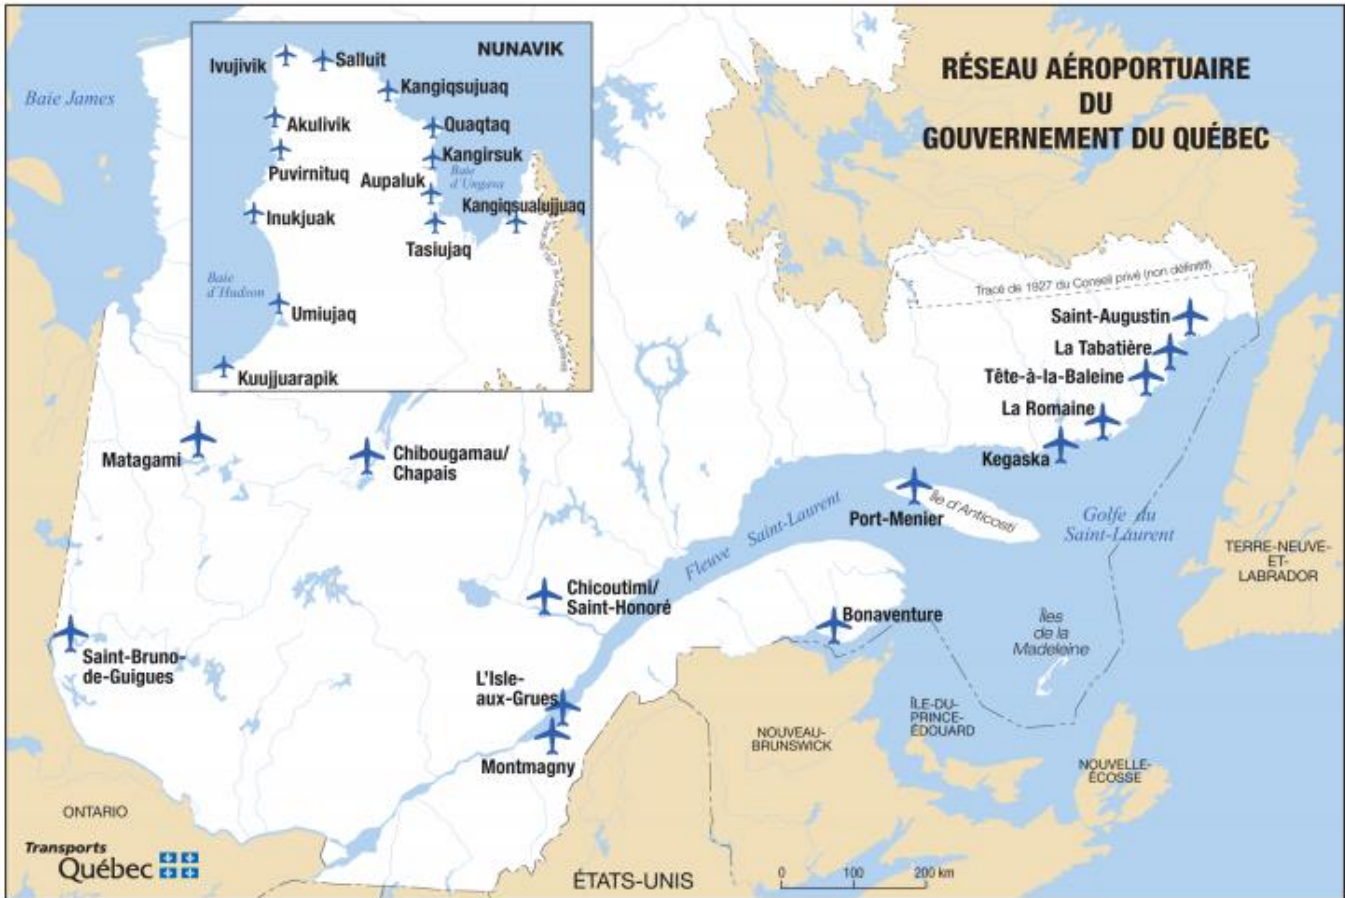 RÉSEAU AÉROPORTUAIRE
DU
GOUVERNEMENT DU QUÉBEC
Baie James
NUNAVIK
Ivujivik
Salluit
Kangiqsujuaq
Akulivik
Quaqtaq
Puvirnituq
Kangirsuk
Aupaluk
Baie
d'Ungava
Kangiqsualujjuaq
Inukjuak
Tasiujaq
Baie
d'Hudson
Umiujaq
Kuujjuarapik
Tracé de 1927 du Conseil privé (non définitif)
Saint-Augustin
La Tabatière
Tête-à-la-Baleine
La Romaine
Kegaska
Matagami
Chibougamau/
Chapais
Port-Menier
Île d'Anticosti
Golfe du
Saint-Laurent
Fleuve Saint-Laurent
TERRE-NEUVE-
ET-
LABRADOR
Chicoutimi/
Saint-Honoré
Bonaventure
Îles
de la
Madeleine
Saint-Bruno-
de-Guigues
L'Isle-
aux-Grues
Montmagny
ÎLE-DU-
PRINCE-
ÉDOUARD
NOUVEAU-
BRUNSWICK
NOUVELLE-
ÉCOSSE
ONTARIO
Transports
Québec
ÉTATS-UNIS
0 100 200 km